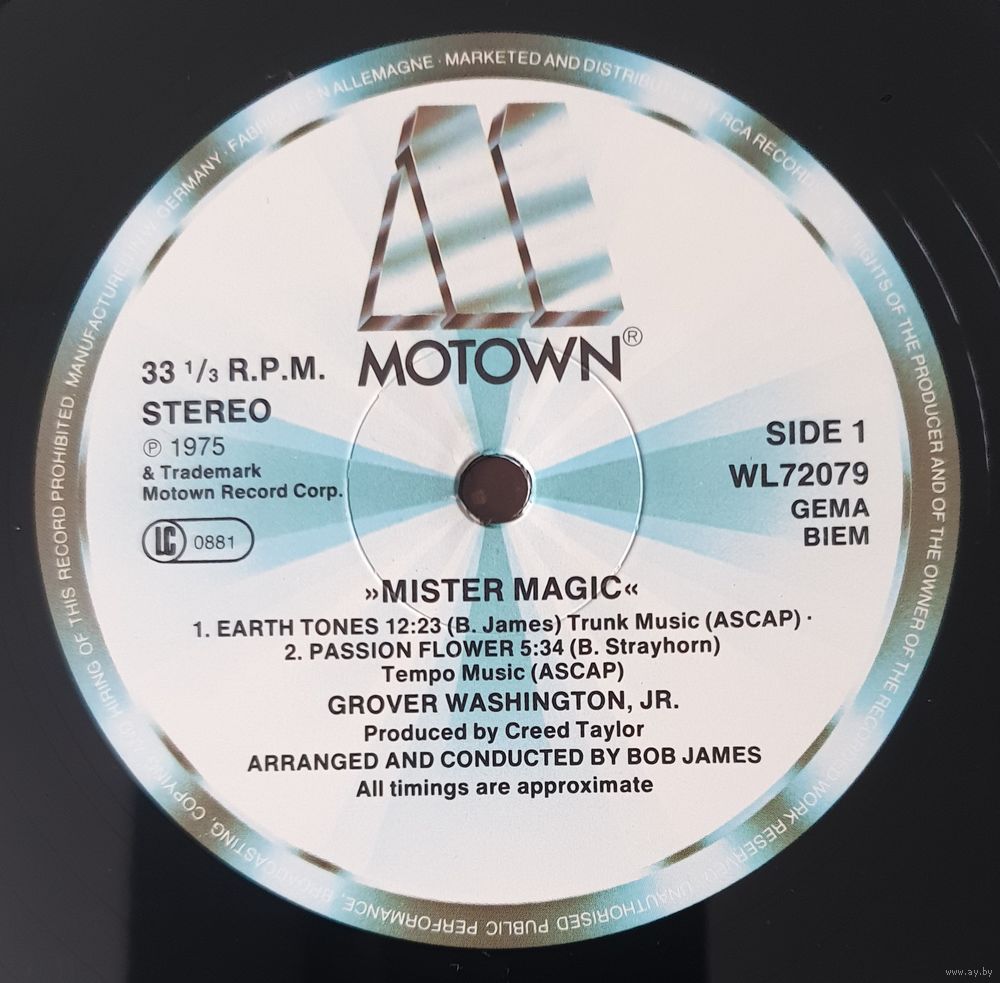 MOTOWN®
33 1/3 R.P.M.
STEREO
℗ 1975
& Trademark
Motown Record Corp.
LC 0881
SIDE 1
WL72079
GEMA
BIEM
»MISTER MAGIC«
1. EARTH TONES 12:23 (B. James) Trunk Music (ASCAP) ·
2. PASSION FLOWER 5:34 (B. Strayhorn)
Tempo Music (ASCAP)
GROVER WASHINGTON, JR.
Produced by Creed Taylor
ARRANGED AND CONDUCTED BY BOB JAMES
All timings are approximate
MANUFACTURED IN W. GERMANY · EN ALLEMAGNE · MARKETED AND DISTRIBUTED BY RCA RECORDS RIGHTS OF THE PRODUCER AND OF THE OWNER OF THE RECORDED WORK RESERVED. UNAUTHORISED PUBLIC PERFORMANCE, BROADCASTING, COPYING AND HIRING OF THIS RECORD PROHIBITED.
www.ay.by